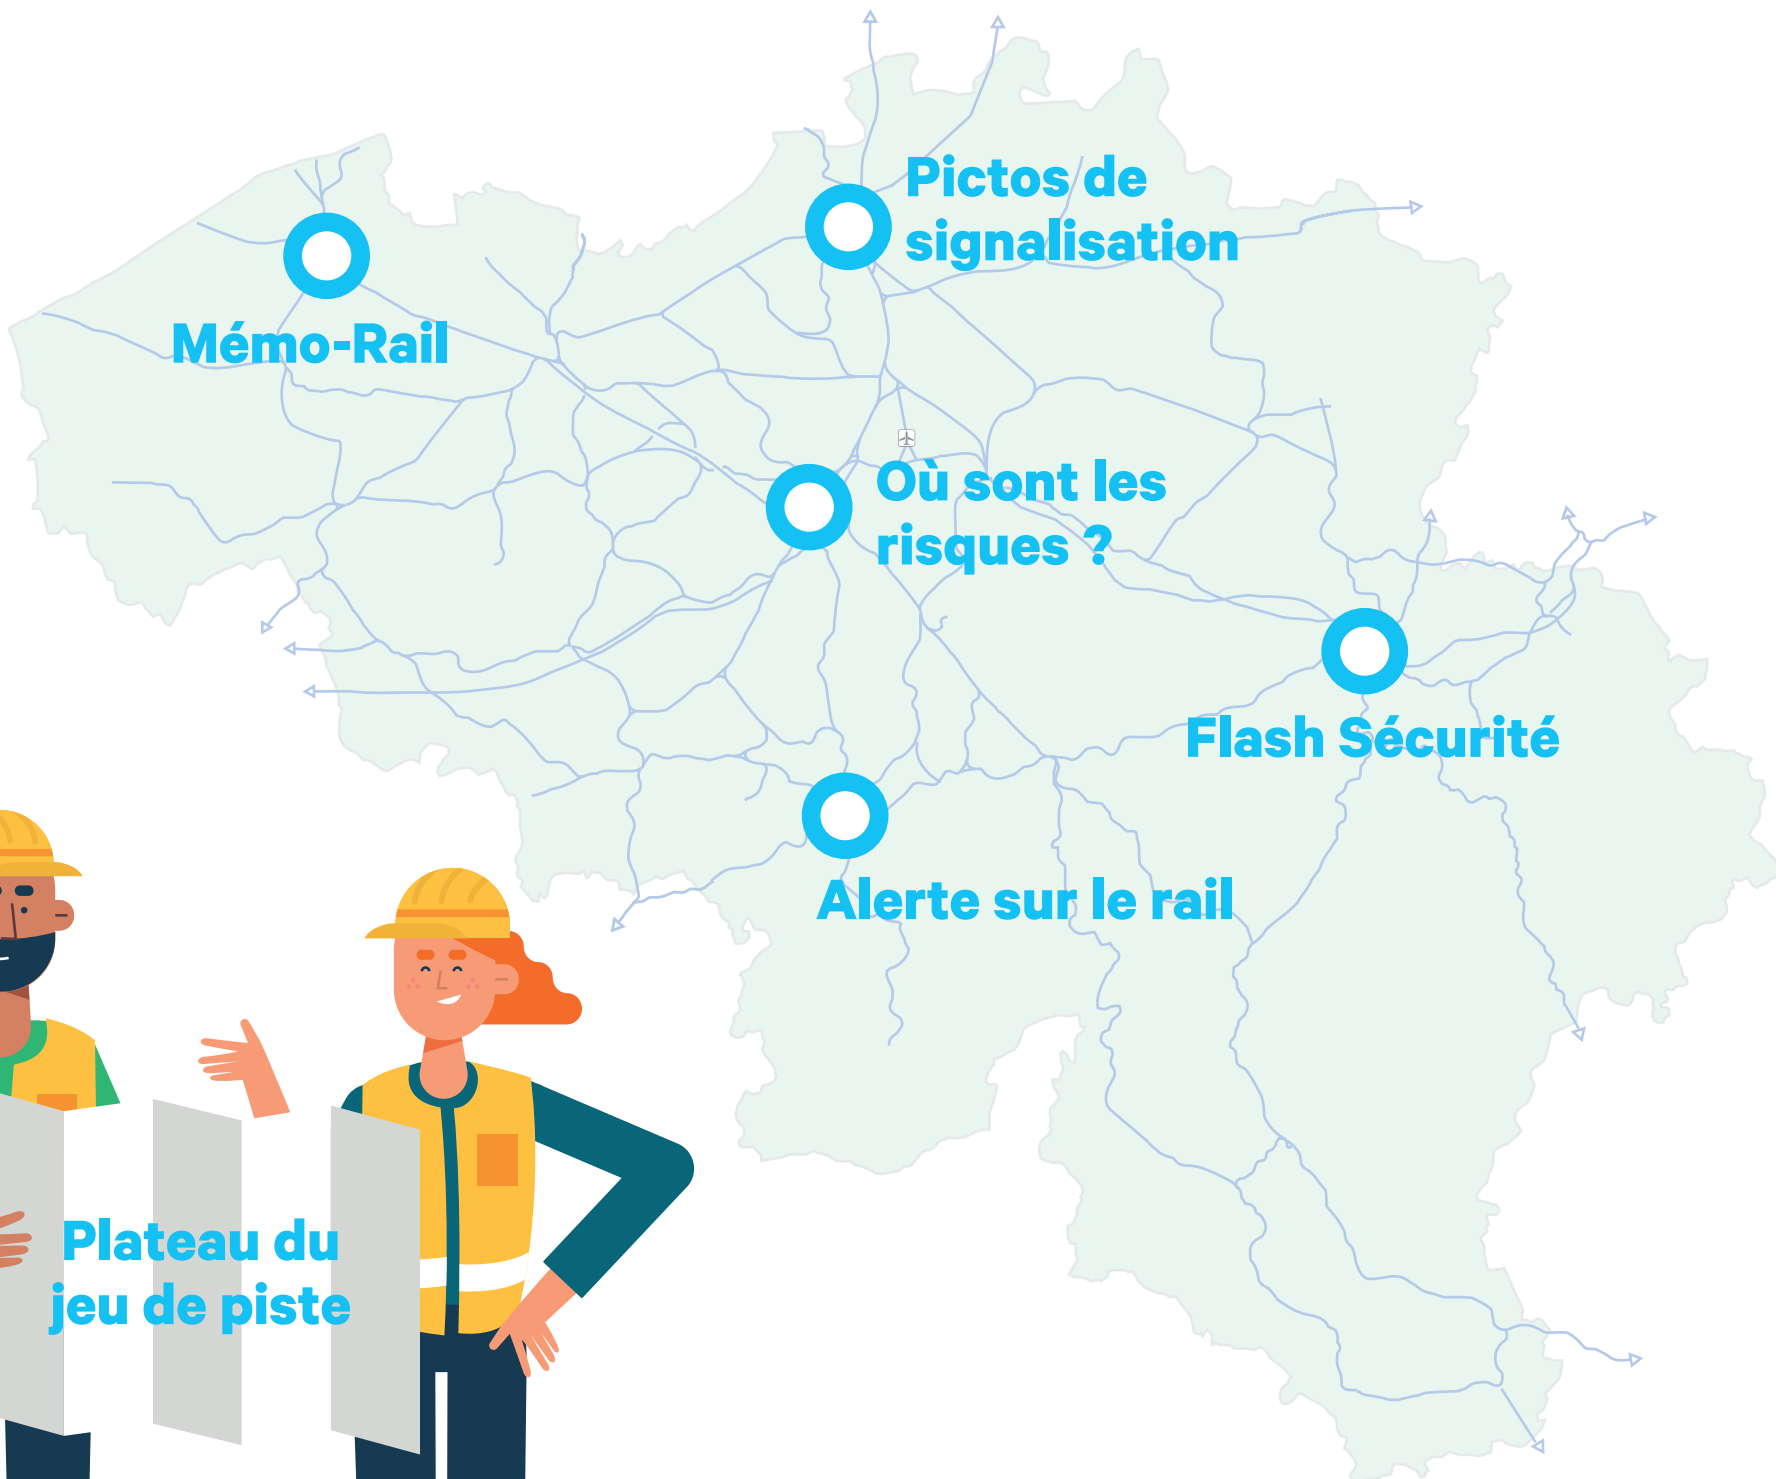 Pictos de
signalisation
Mémo-Rail
Où sont les
risques ?
Flash Sécurité
Alerte sur le rail
Plateau du
jeu de piste